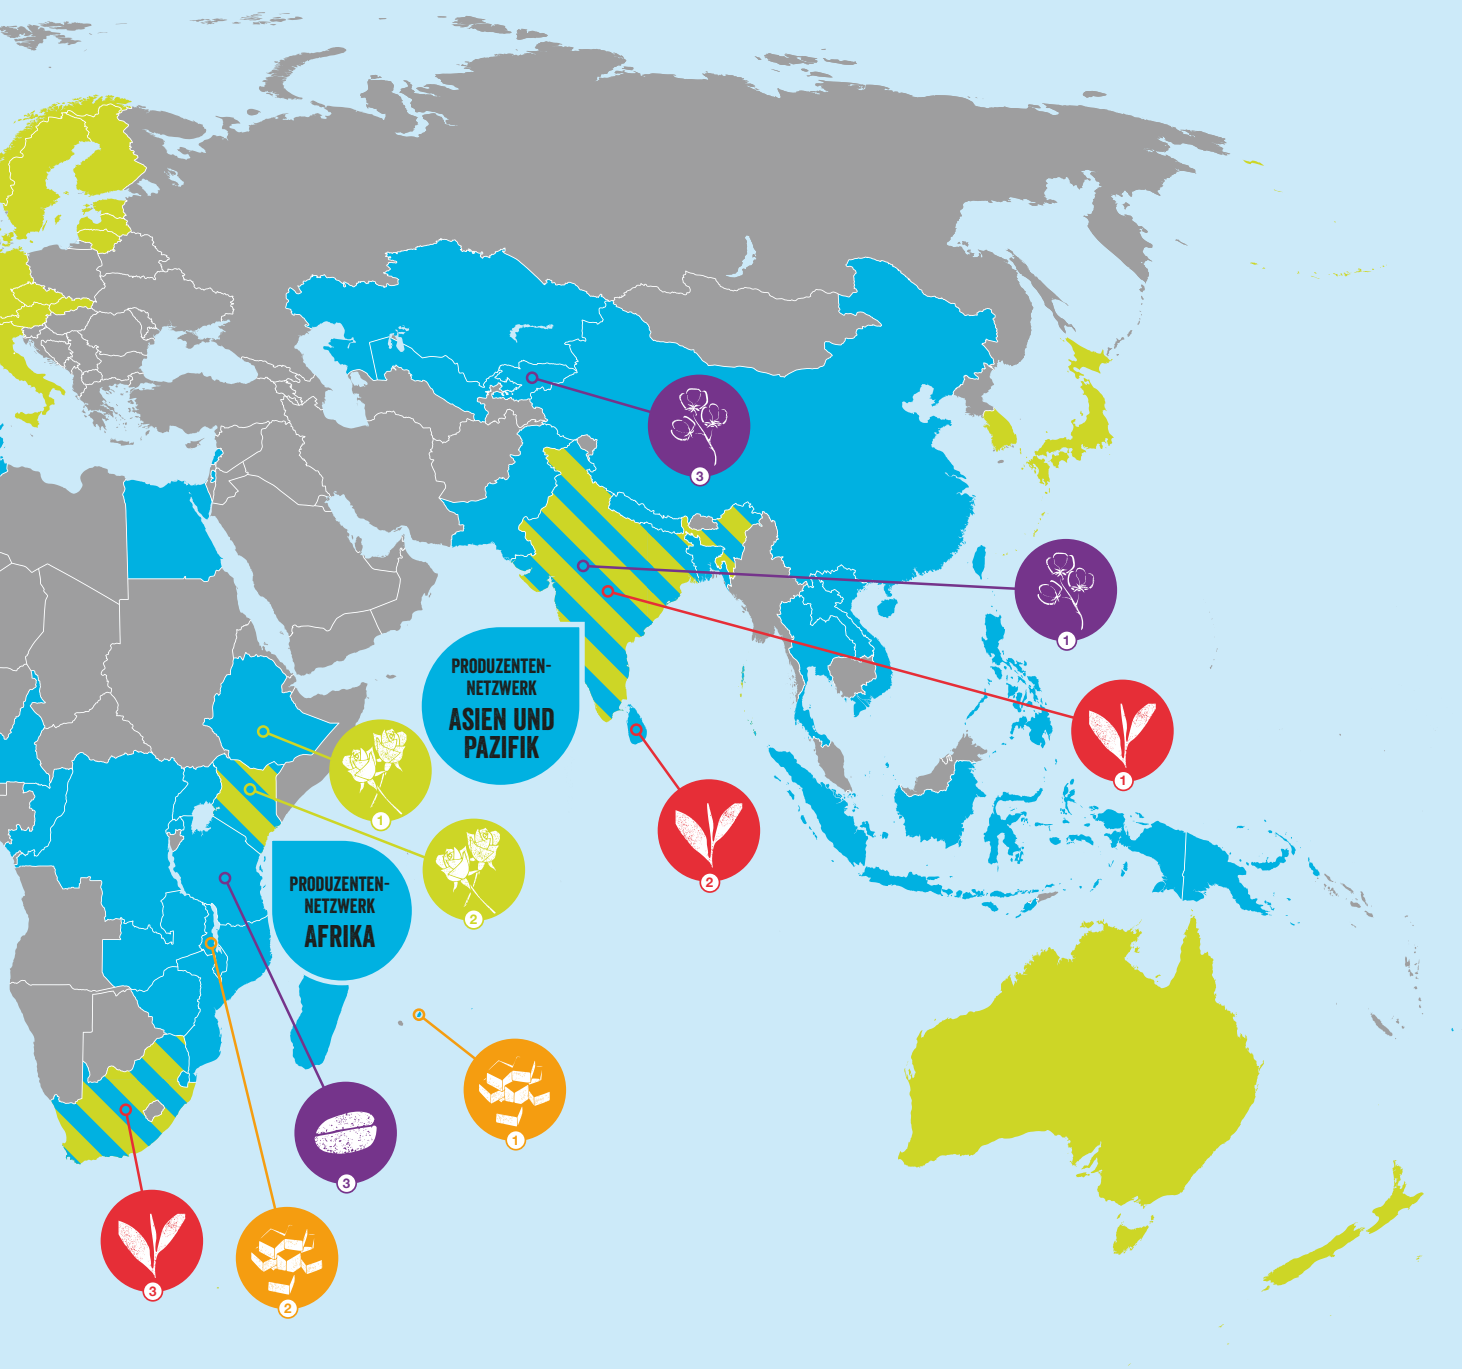 3
1
PRODUZENTEN-
NETZWERK
ASIEN UND
PAZIFIK
1
1
2
2
PRODUZENTEN-
NETZWERK
AFRIKA
1
3
3
2